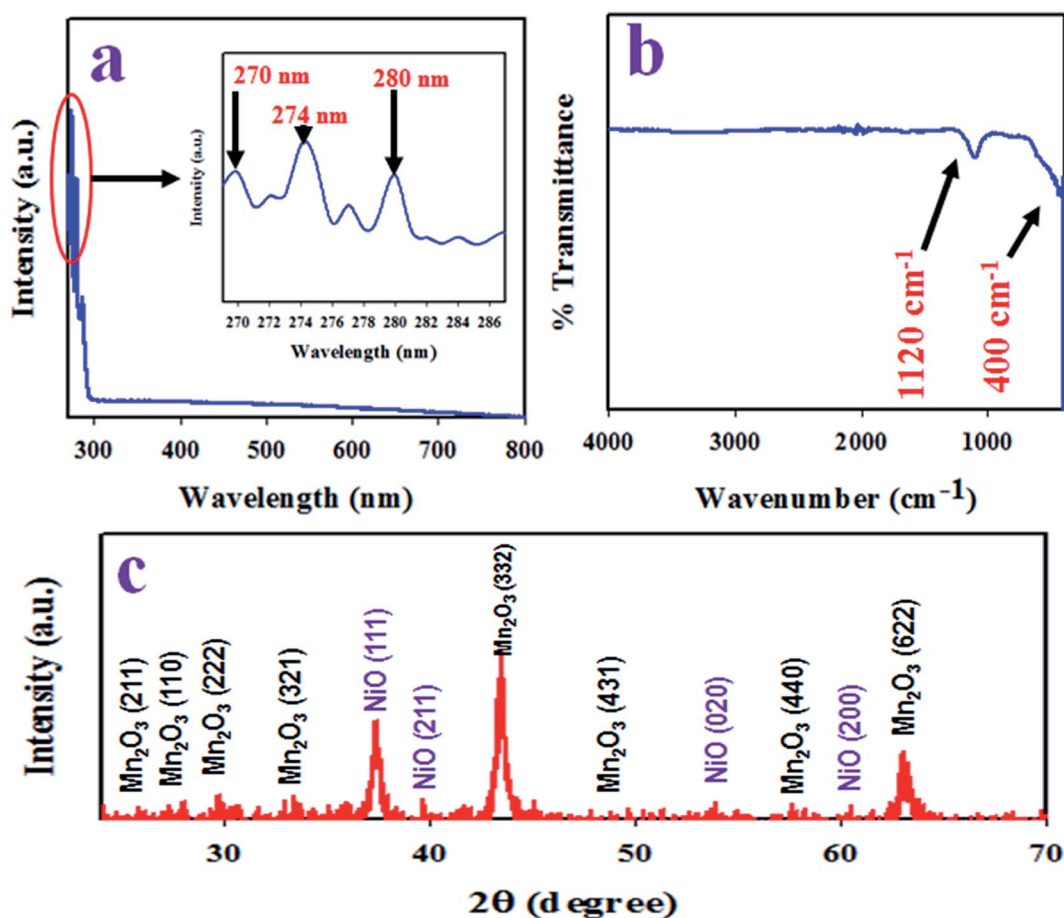 a
Intensity (a.u.)
270 nm
274 nm
280 nm
Intensity (a.u.)
270 272 274 276 278 280 282 284 286
Wavelength (nm)
300 400 500 600 700 800
Wavelength (nm)
b
% Transmittance
1120 cm⁻¹
400 cm⁻¹
4000 3000 2000 1000
Wavenumber (cm⁻¹)
c
Intensity (a.u.)
Mn₂O₃ (211)
Mn₂O₃ (110)
Mn₂O₃ (222)
Mn₂O₃ (321)
NiO (111)
NiO (211)
Mn₂O₃ (332)
Mn₂O₃ (431)
NiO (020)
Mn₂O₃ (440)
NiO (200)
Mn₂O₃ (622)
30 40 50 60 70
2θ (degree)